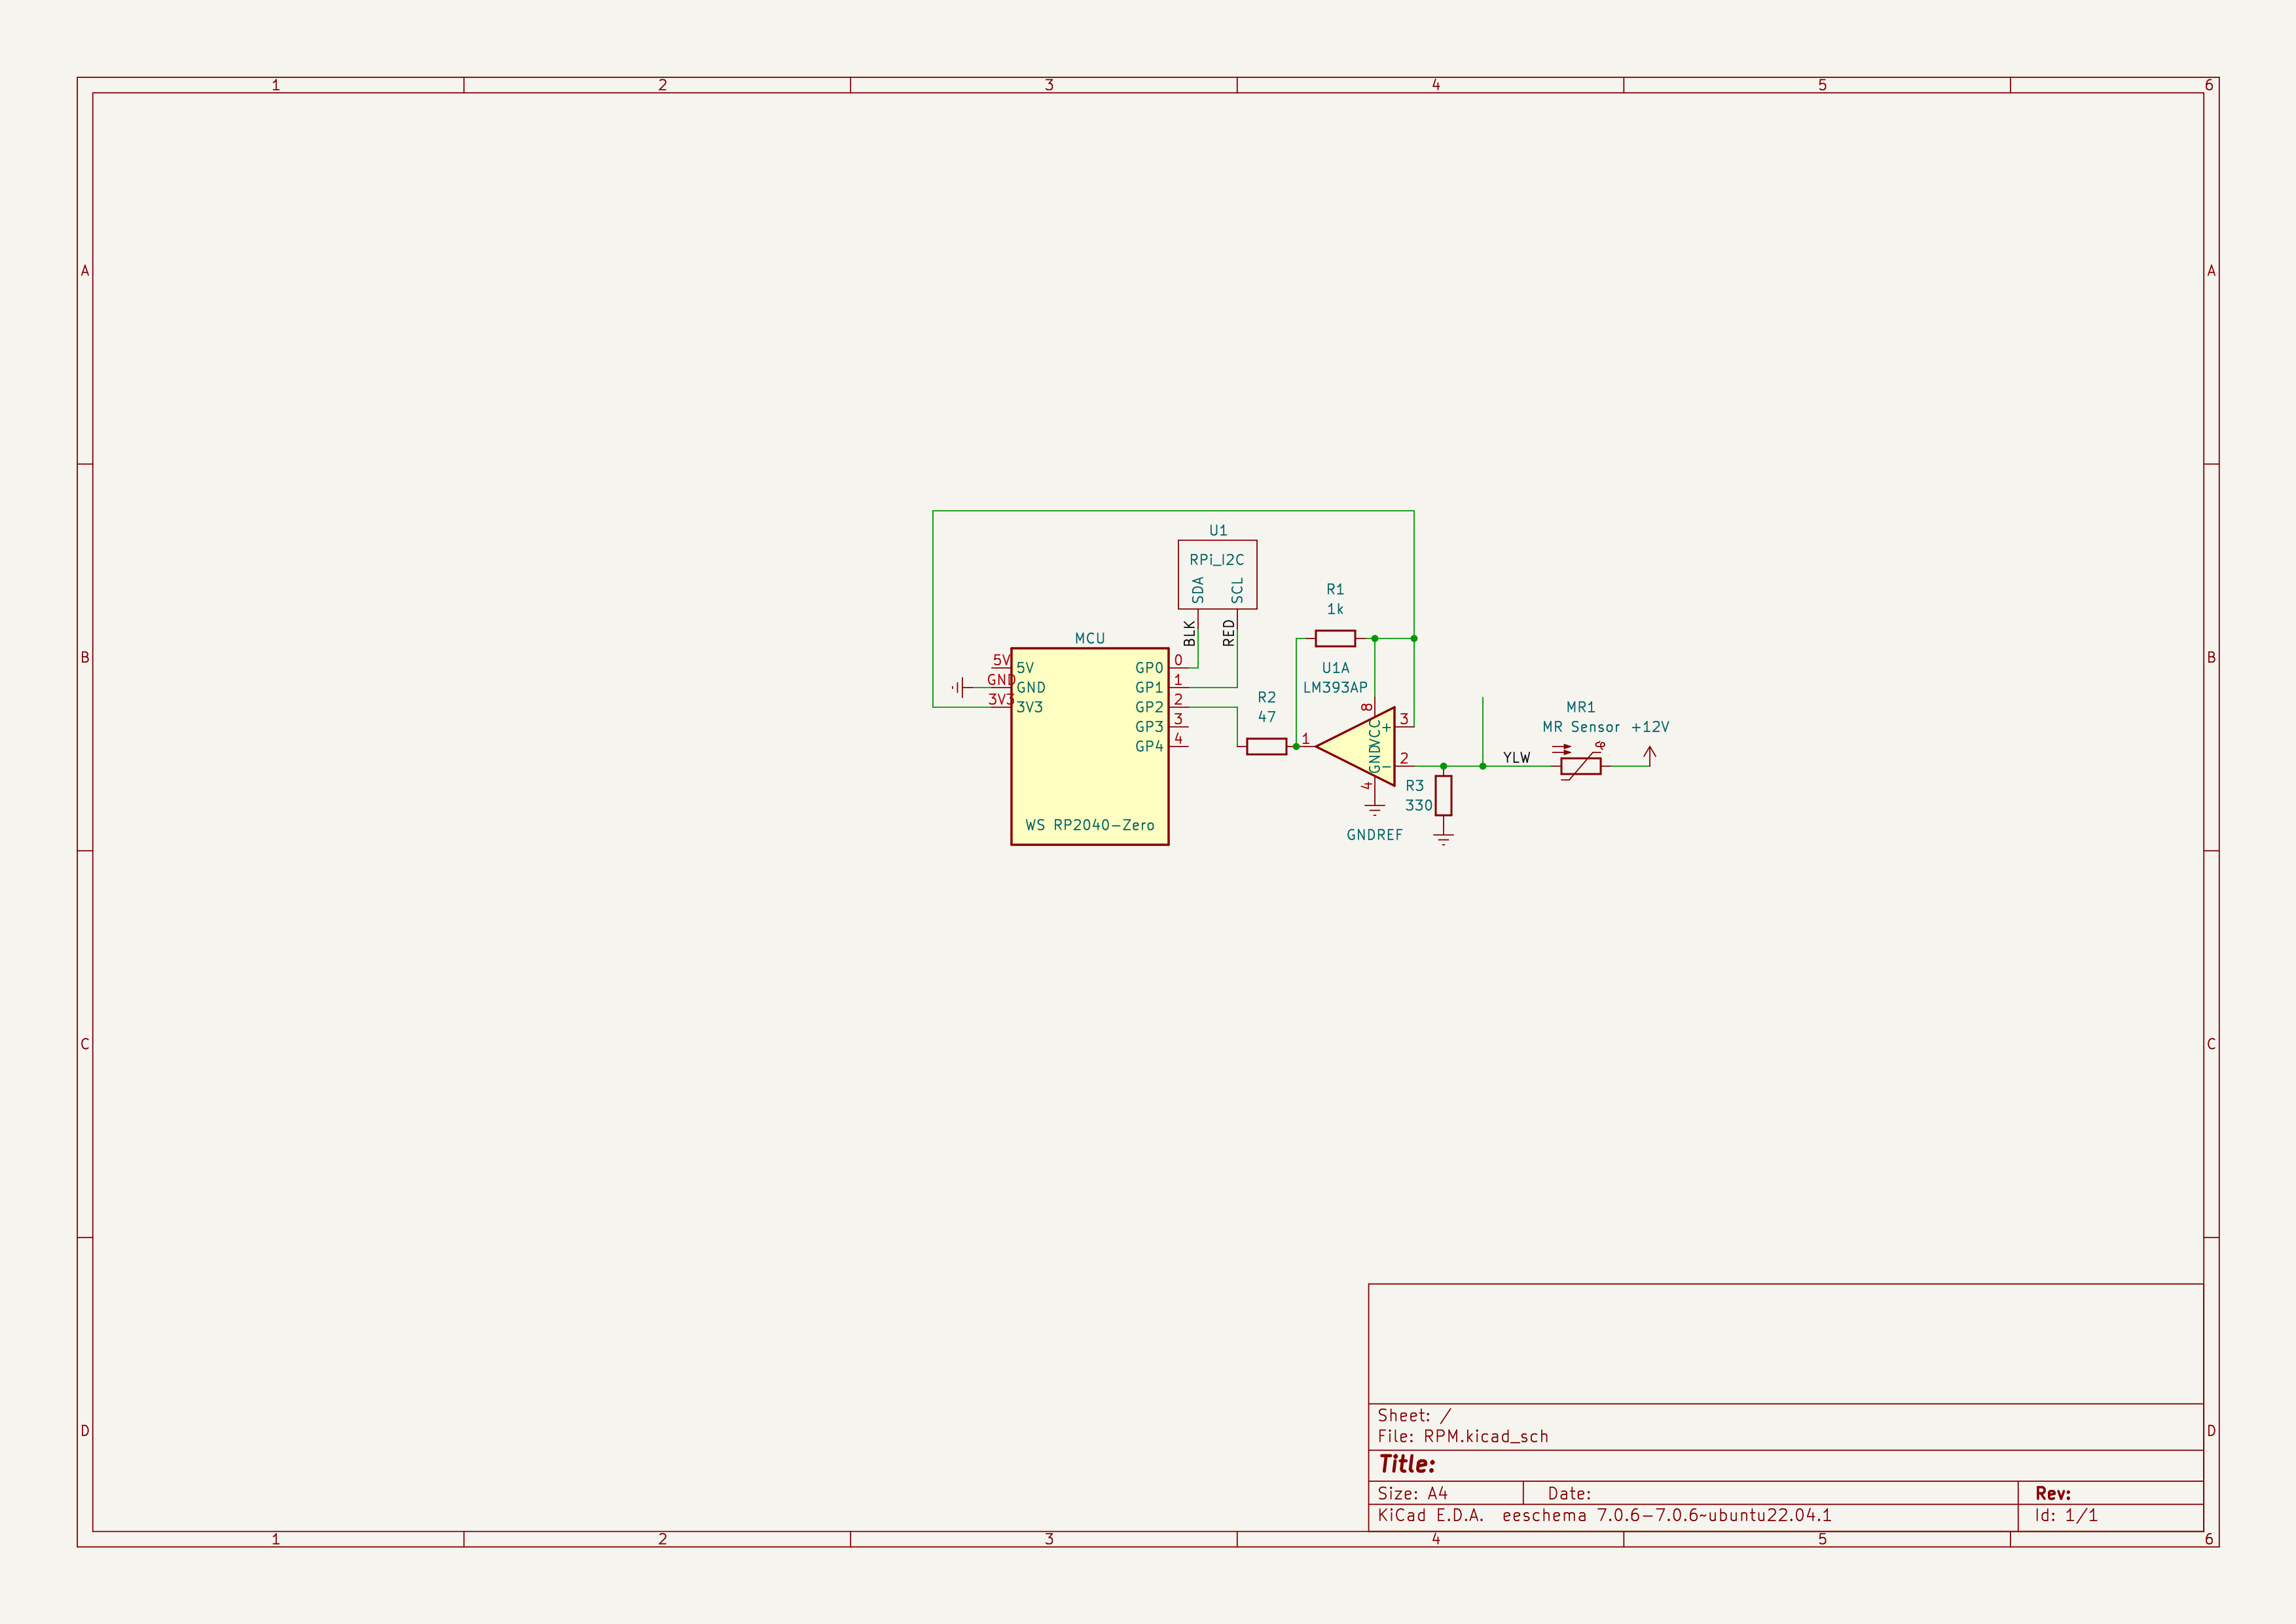 1 2 3 4 5 6
A A
B B
C C
D D
U1
RPi_I2C
SDA SCL
BLK RED
R1
1k
MCU
5V 5V GP0 0
GND GND GP1 1
3V3 3V3 GP2 2
GP3 3
GP4 4
WS RP2040-Zero
U1A
LM393AP
R2
47
8 VCC
+ 3
1
- 2
GND 4
R3
330
GNDREF
YLW
MR1
MR Sensor +12V
Sheet: /
File: RPM.kicad_sch
Title:
Size: A4 Date: Rev:
KiCad E.D.A. eeschema 7.0.6-7.0.6~ubuntu22.04.1 Id: 1/1
1 2 3 4 5 6